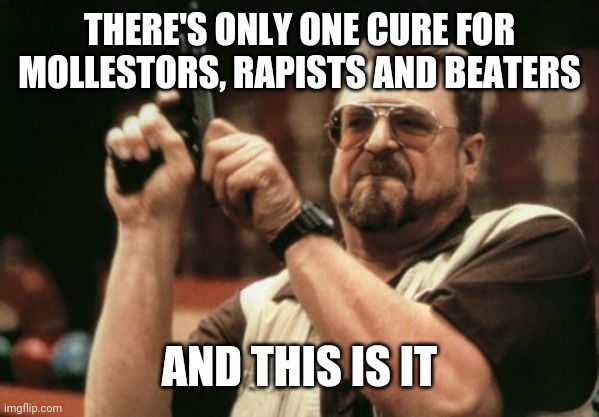 THERE'S ONLY ONE CURE FOR
MOLLESTORS, RAPISTS AND BEATERS
AND THIS IS IT
imgflip.com